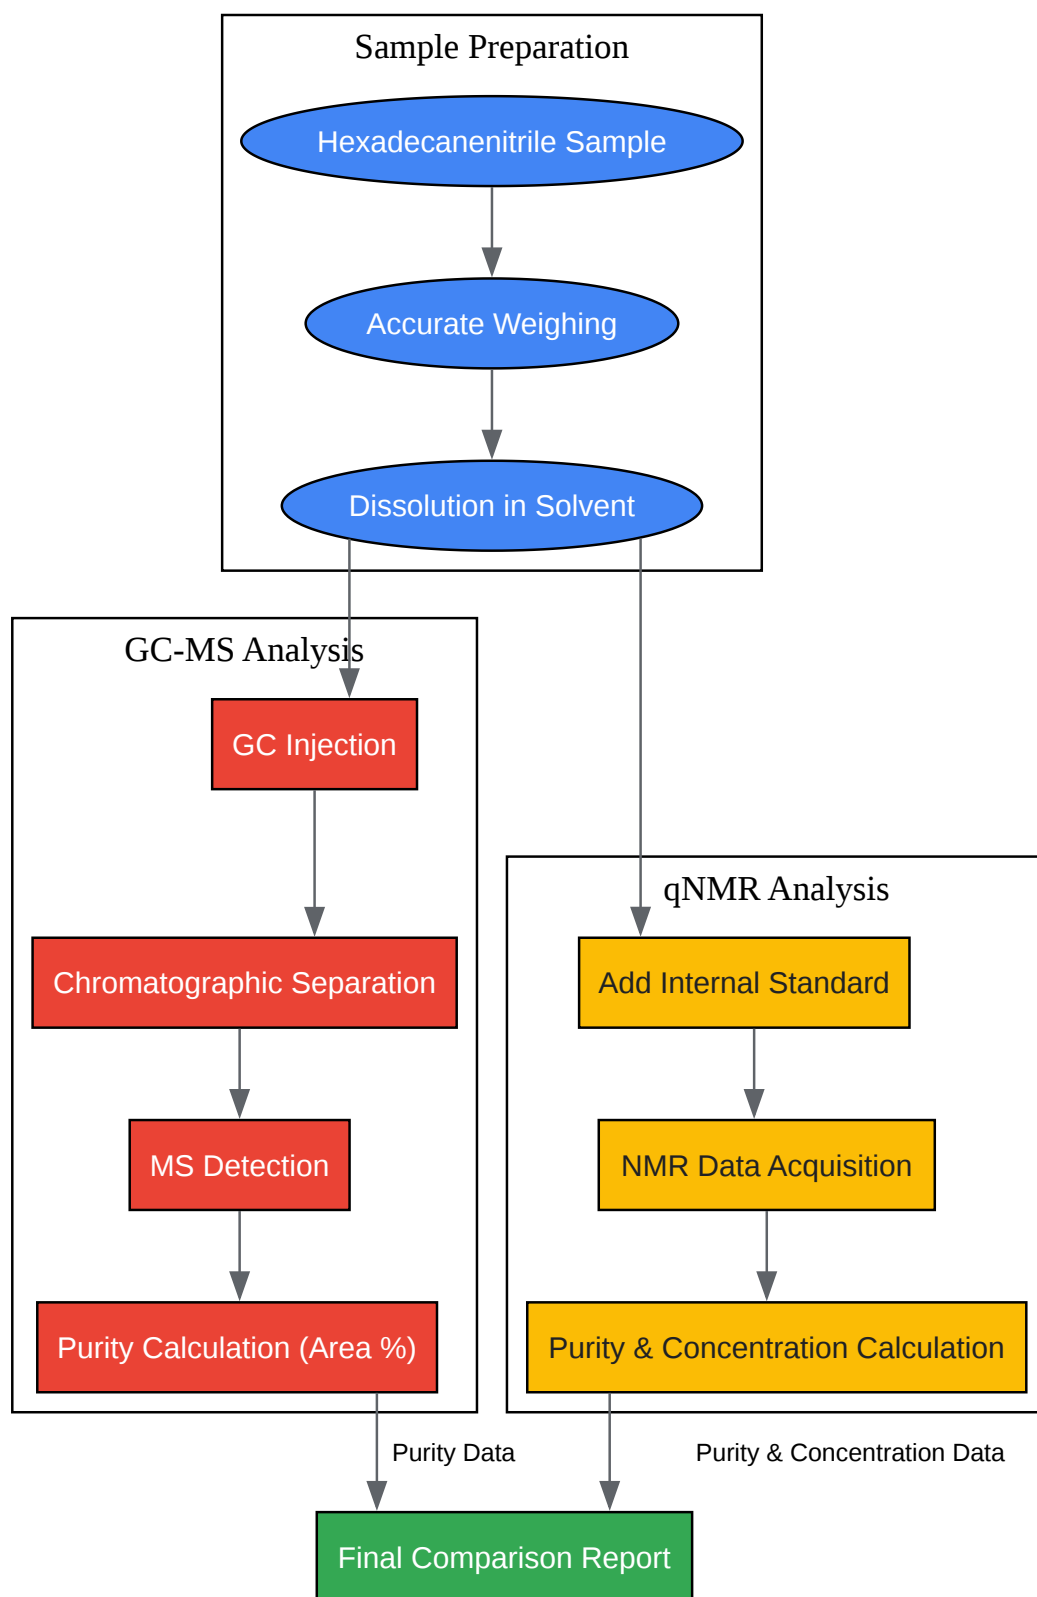 Sample Preparation
Hexadecanenitrile Sample
Accurate Weighing
Dissolution in Solvent
GC-MS Analysis
GC Injection
Chromatographic Separation
MS Detection
Purity Calculation (Area %)
qNMR Analysis
Add Internal Standard
NMR Data Acquisition
Purity & Concentration Calculation
Purity Data
Purity & Concentration Data
Final Comparison Report